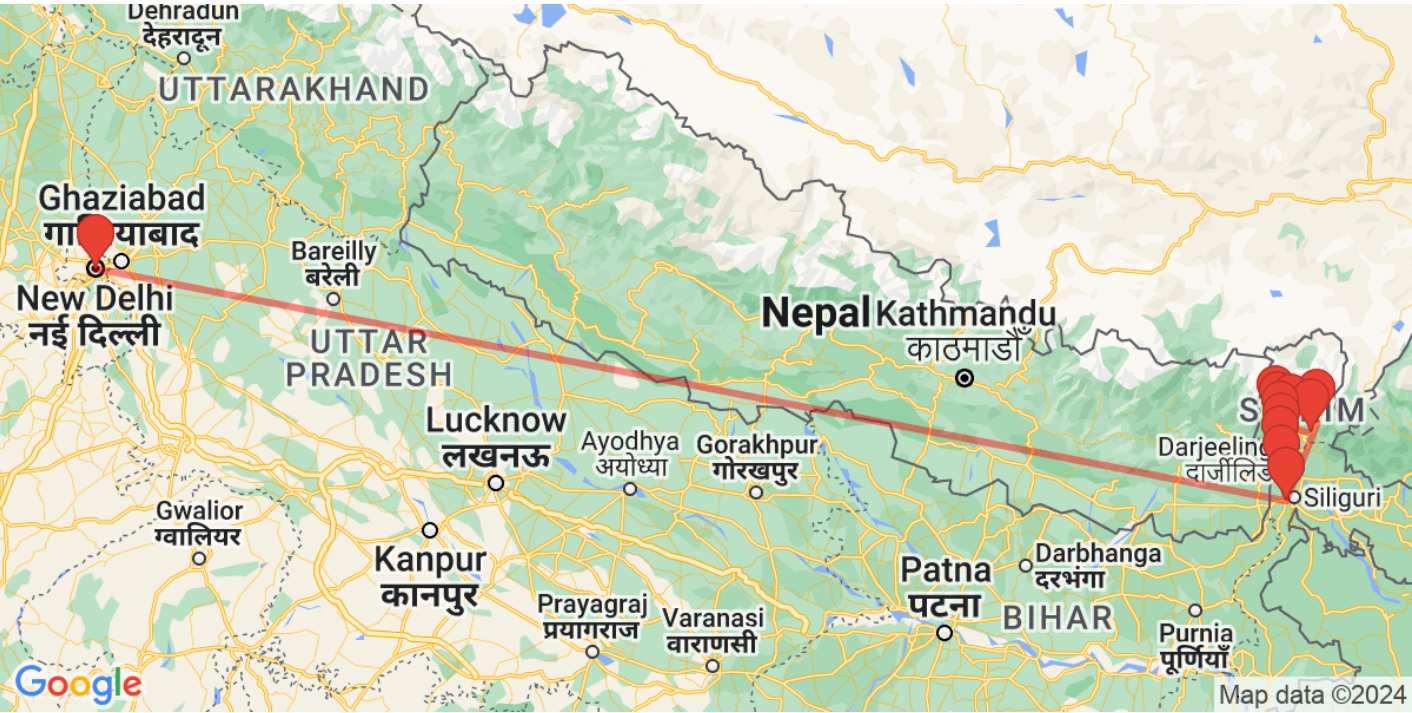 Dehradun
देहरादून
UTTARAKHAND
Ghaziabad
Bareilly
बरेली
New Delhi
नई दिल्ली
UTTAR
PRADESH
Nepal
Kathmandu
काठमाडौँ
Lucknow
लखनऊ
Ayodhya
अयोध्या
Gorakhpur
गोरखपुर
Darjeeling
Siliguri
Gwalior
ग्वालियर
Kanpur
कानपुर
Prayagraj
प्रयागराज
Varanasi
वाराणसी
Patna
पटना
Darbhanga
दरभंगा
BIHAR
Purnia
पूर्णियाँ
Google
Map data ©2024